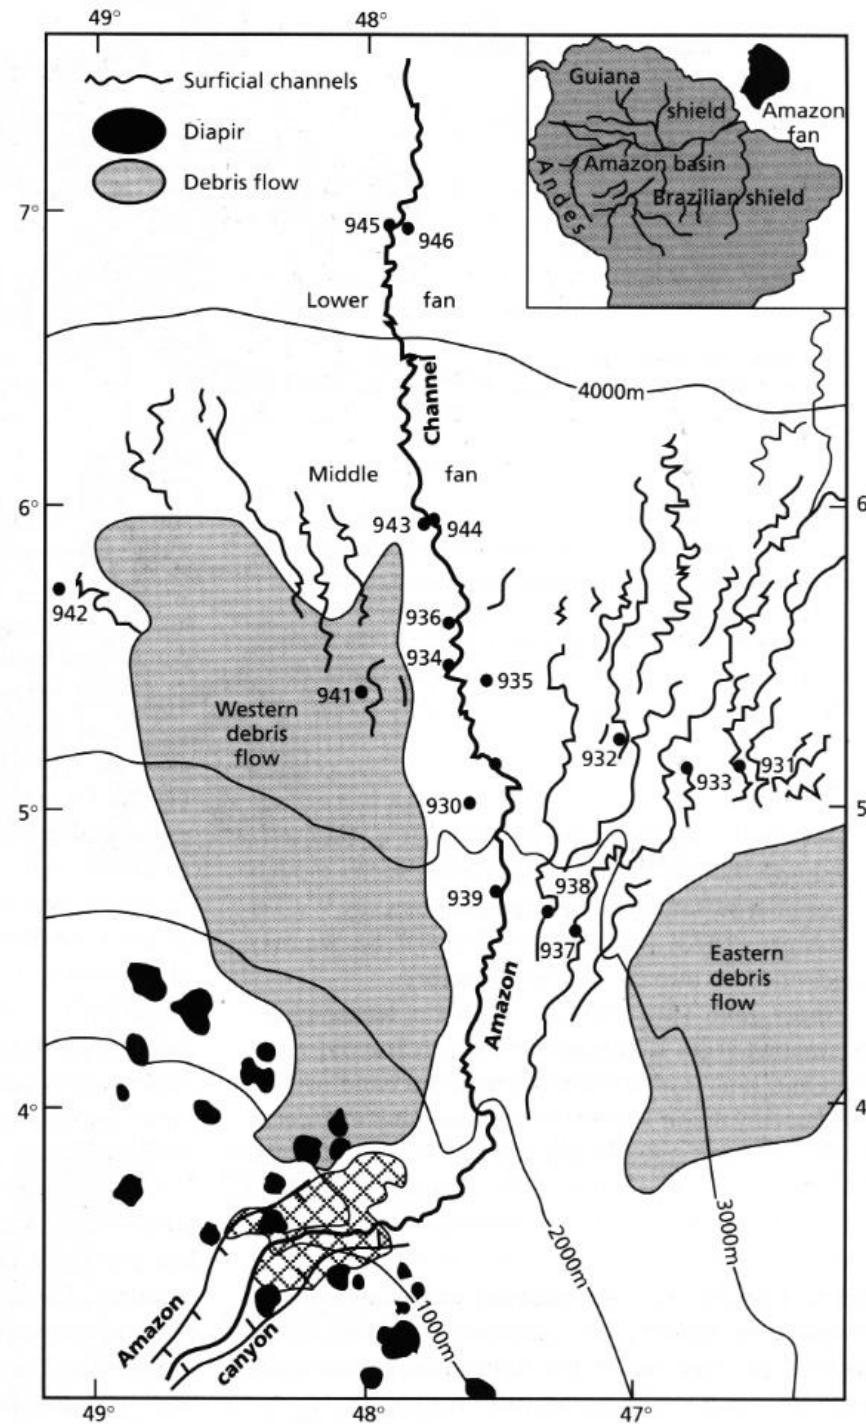 49°
48°
Surficial channels
Diapir
Debris flow
Guiana
shield
Amazon
fan
Amazon basin
Andes
Brazilian shield
7°
945
946
Lower fan
4000m
Channel
Middle fan
6°
6
943
944
942
936
934
935
941
Western
debris
flow
932
933
931
5°
5
930
939
938
937
Eastern
debris
flow
Amazon
4°
4
3000m
2000m
1000m
Amazon
canyon
49°
48°
47°